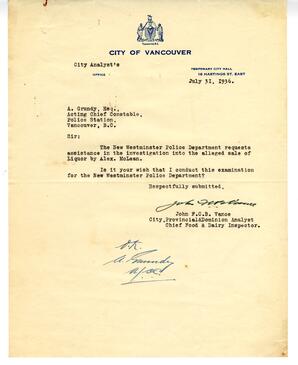 CITY OF VANCOUVER
City Analyst's
OFFICE
TEMPORARY CITY HALL
16 HASTINGS ST. EAST
July 31, 1934.
A. Grundy, Esq.,
Acting Chief Constable,
Police Station,
Vancouver, B.C.
Sir:
The New Westminster Police Department requests
assistance in the investigation into the alleged sale of
Liquor by Alex. McLean.
Is it your wish that I conduct this examination
for the New Westminster Police Department?
Respectfully submitted,
John F.C.B. Vance
City, Provincial & Dominion Analyst
Chief Food & Dairy Inspector.
O.K.
A. Grundy